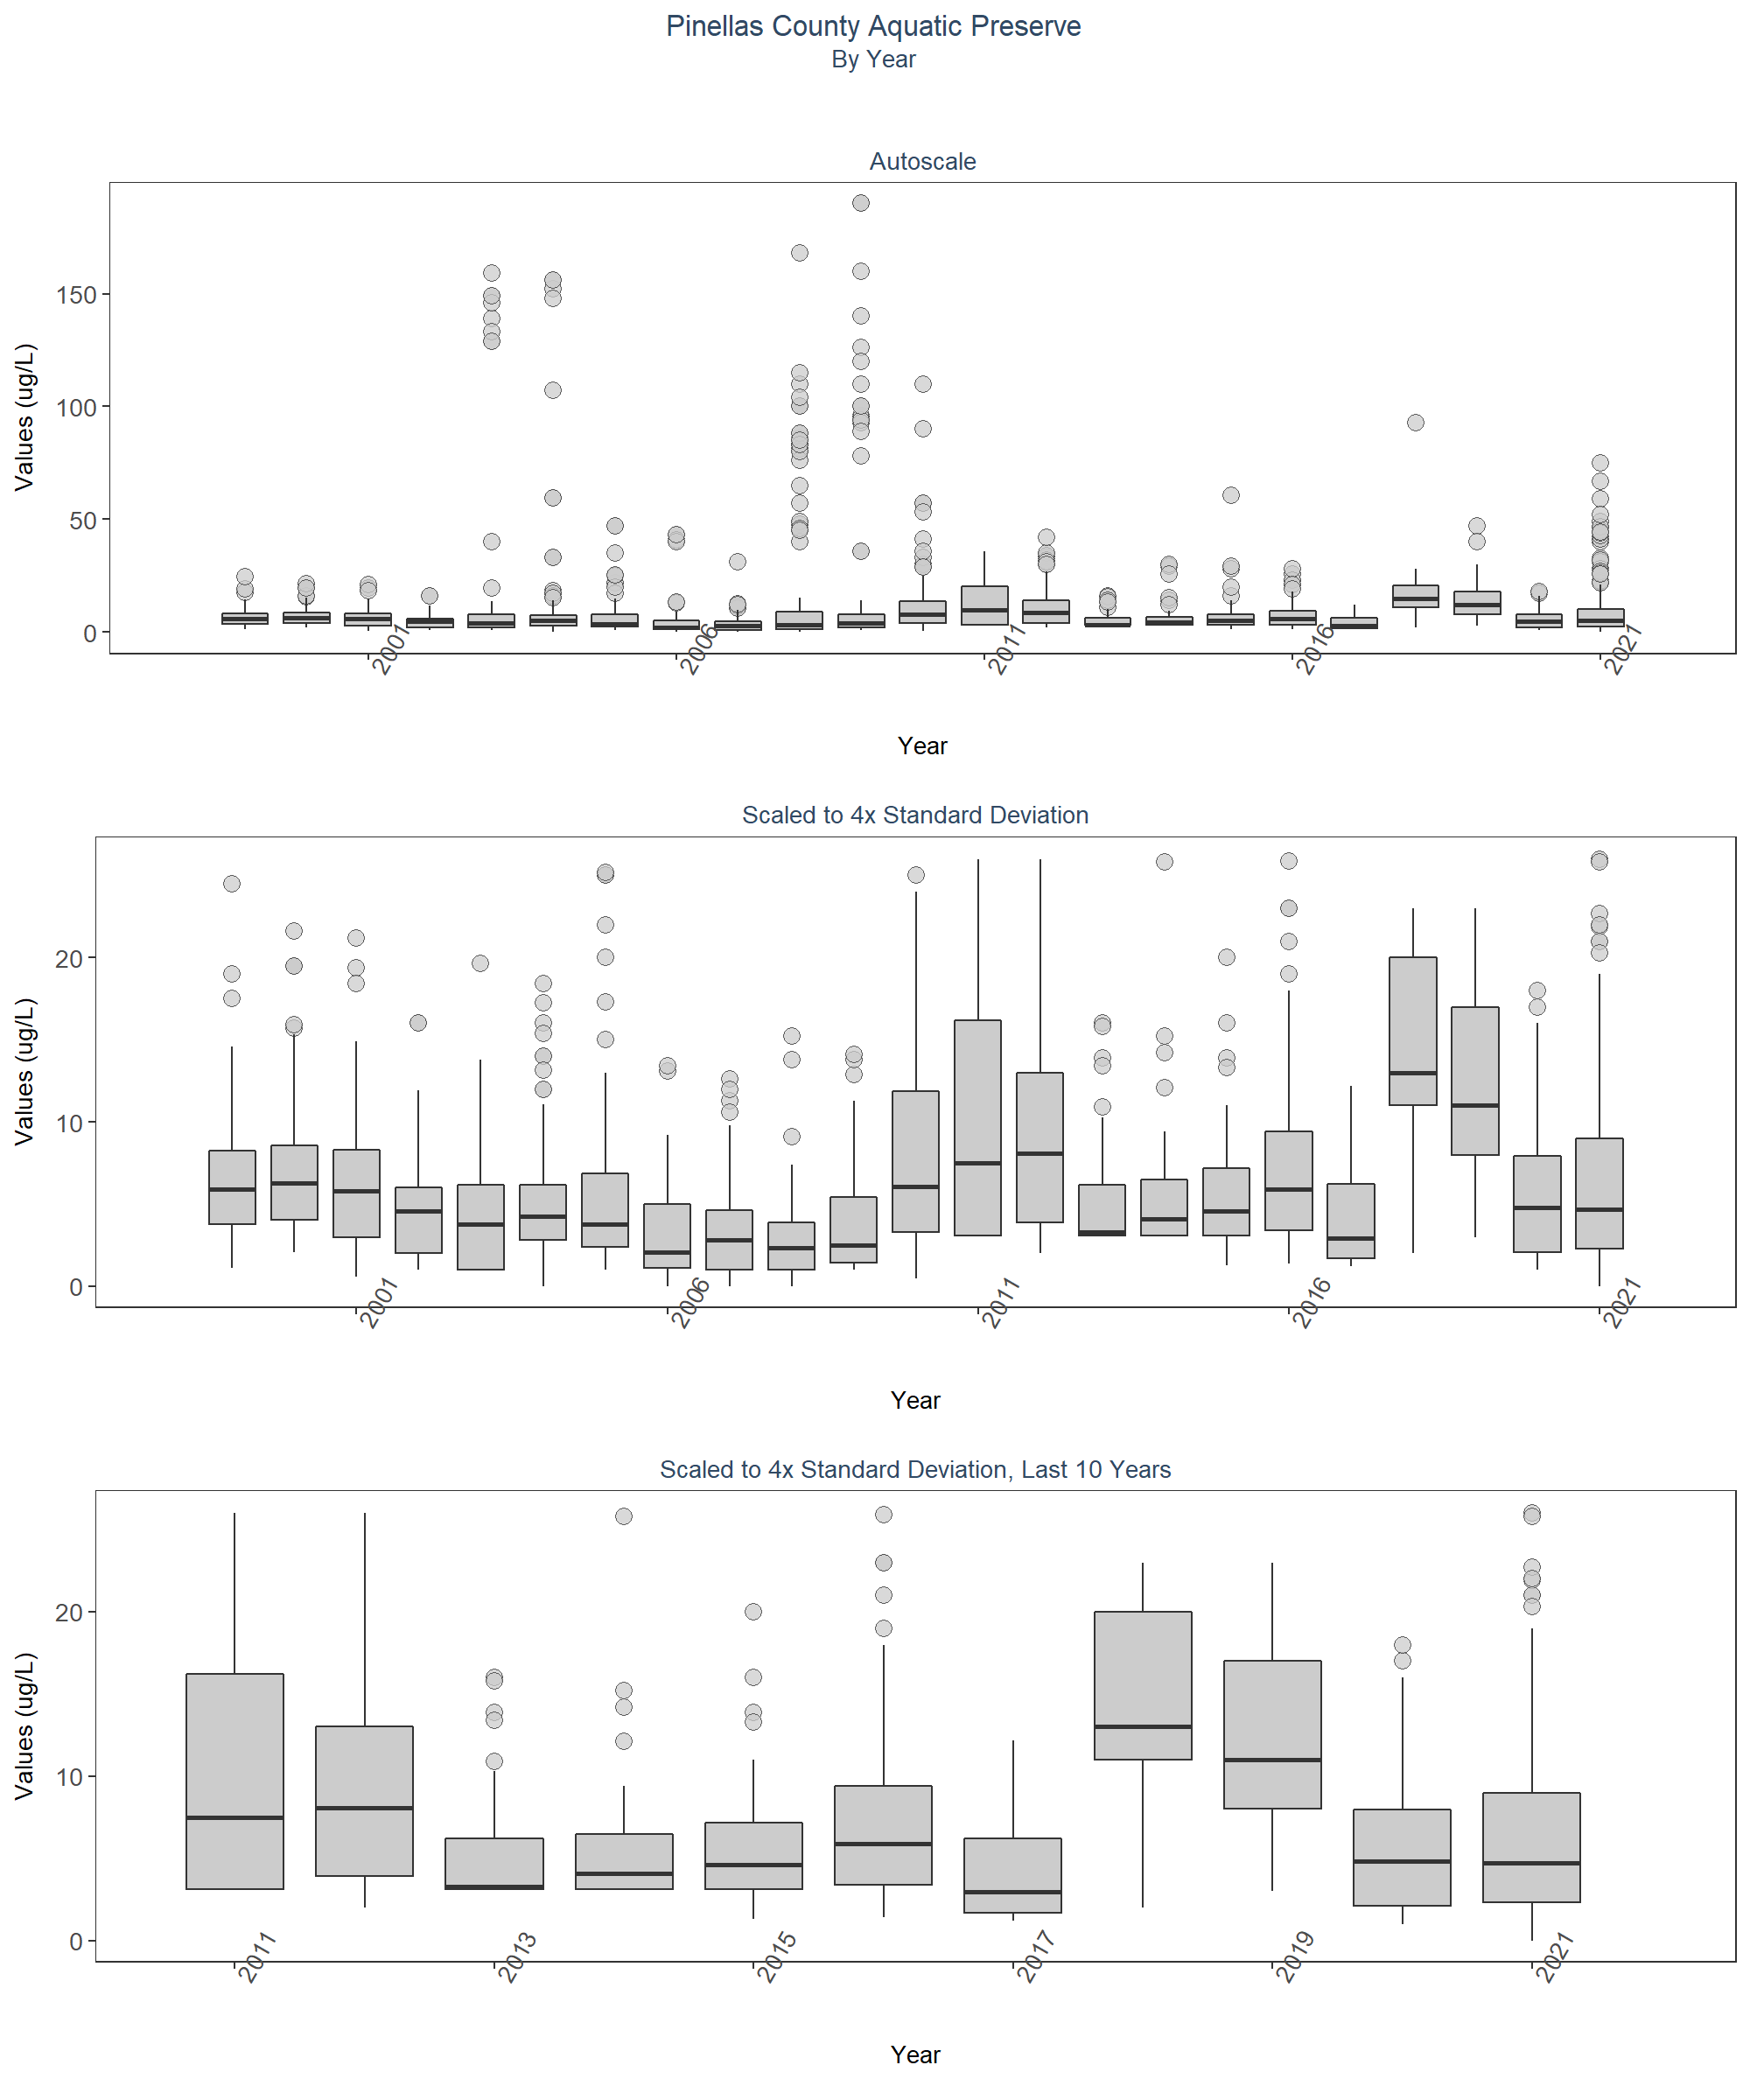 Pinellas County Aquatic Preserve
By Year
Autoscale
Values (ug/L)
150
100
50
0
2001
2006
2011
2016
2021
Year
Scaled to 4x Standard Deviation
Values (ug/L)
20
10
0
2001
2006
2011
2016
2021
Year
Scaled to 4x Standard Deviation, Last 10 Years
Values (ug/L)
20
10
0
2011
2013
2015
2017
2019
2021
Year